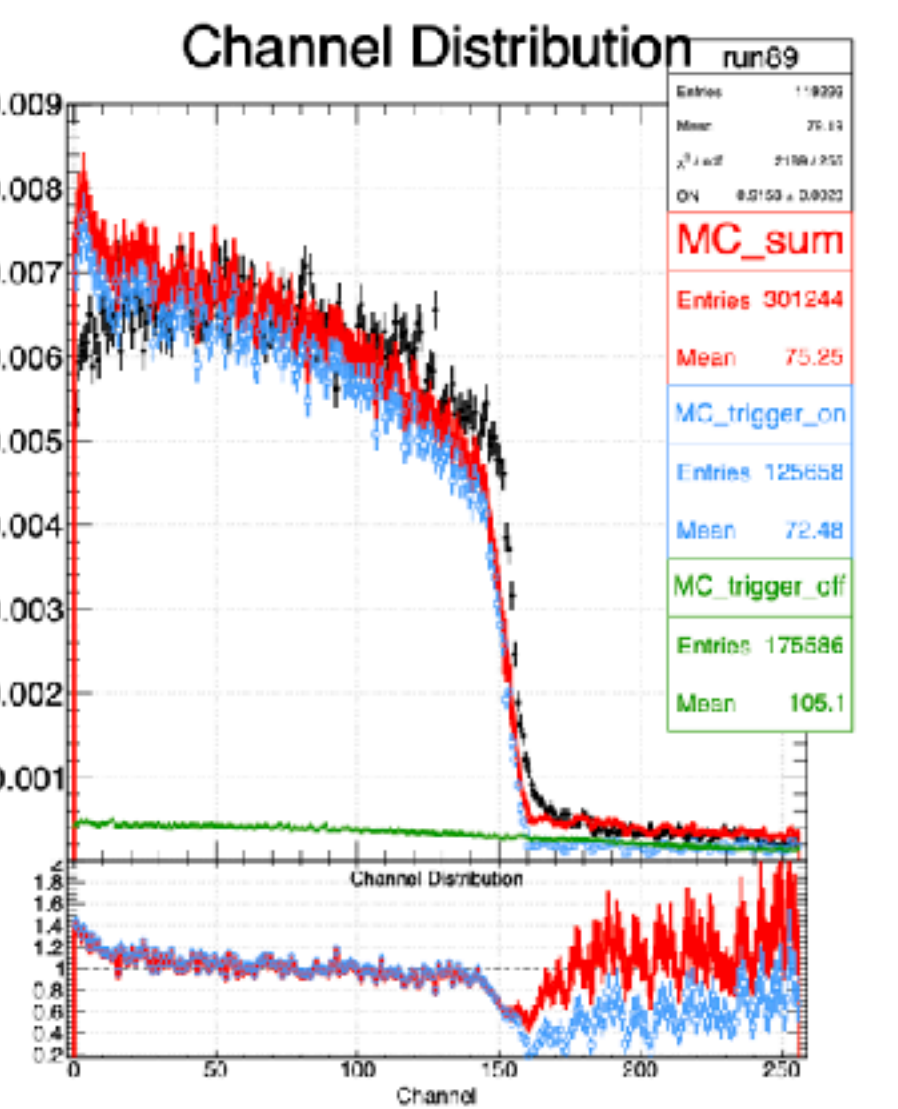 Channel Distribution
run89
Entries
Mean
ON
MC_sum
Entries 301244
Mean 75.25
MC_trigger_on
Entries 125658
Mean 72.48
MC_trigger_off
Entries 175586
Mean 105.1
.009
.008
.007
.006
.005
.004
.003
.002
.001
Channel Distribution
2
1.8
1.6
1.4
1.2
1
0.8
0.6
0.4
0.2
0 50 100 150 200 250
Channel